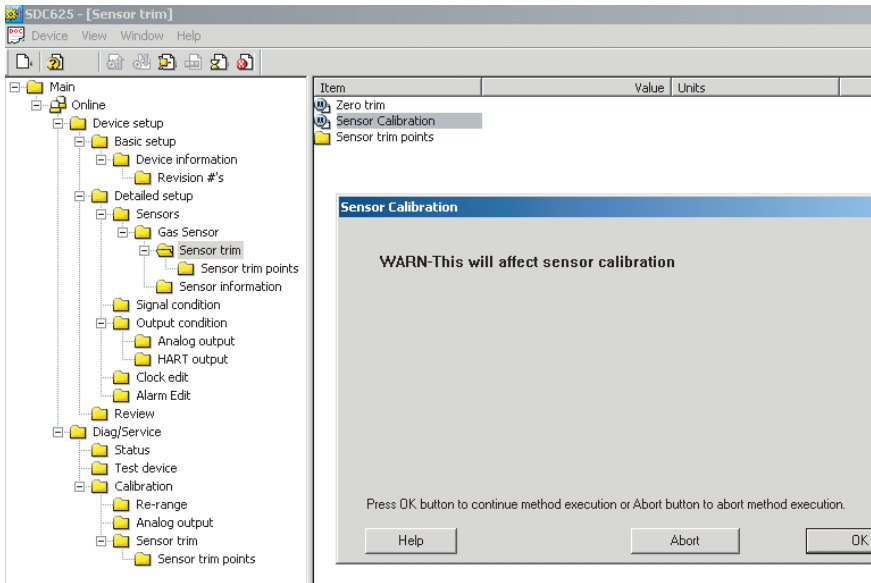 SDC625 - [Sensor trim]
Device View Window Help
Main
Online
Device setup
Basic setup
Device information
Revision #'s
Detailed setup
Sensors
Gas Sensor
Sensor trim
Sensor trim points
Sensor information
Signal condition
Output condition
Analog output
HART output
Clock edit
Alarm Edit
Review
Diag/Service
Status
Test device
Calibration
Re-range
Analog output
Sensor trim
Sensor trim points
Item Value Units
Zero trim
Sensor Calibration
Sensor trim points
Sensor Calibration
WARN-This will affect sensor calibration
Press OK button to continue method execution or Abort button to abort method execution.
Help Abort OK